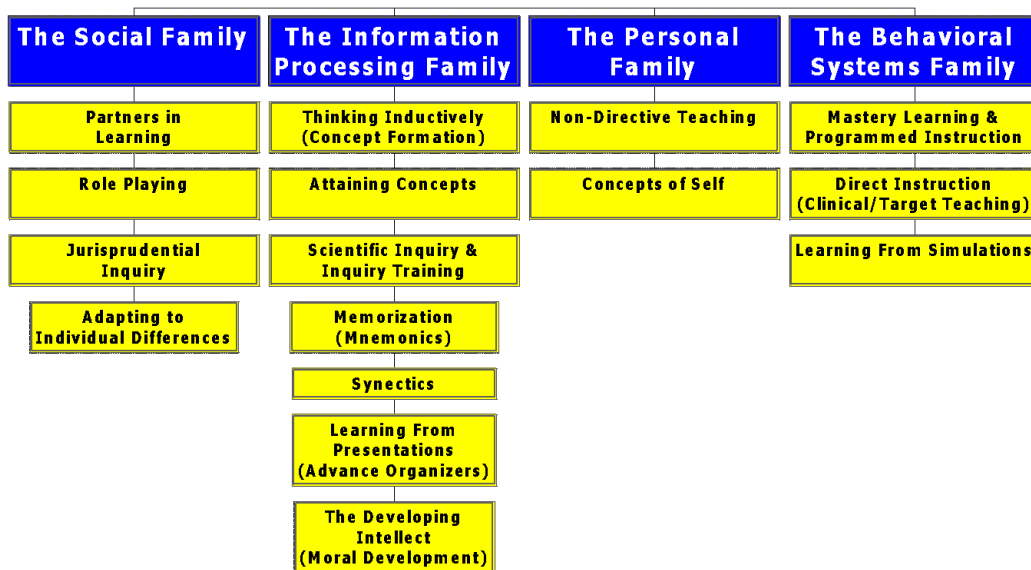 The Social Family
Partners in
Learning
Role Playing
Jurisprudential
Inquiry
Adapting to
Individual Differences
The Information
Processing Family
Thinking Inductively
(Concept Formation)
Attaining Concepts
Scientific Inquiry &
Inquiry Training
Memorization
(Mnemonics)
Synectics
Learning From
Presentations
(Advance Organizers)
The Developing
Intellect
(Moral Development)
The Personal
Family
Non-Directive Teaching
Concepts of Self
The Behavioral
Systems Family
Mastery Learning &
Programmed Instruction
Direct Instruction
(Clinical/Target Teaching)
Learning From Simulations